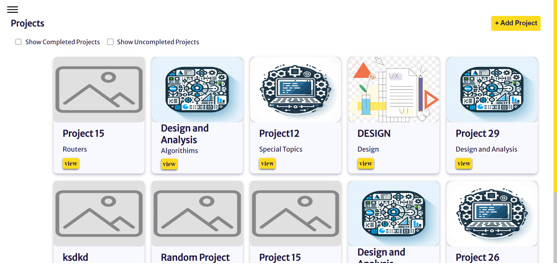 Projects
+ Add Project
Show Completed Projects
Show Uncompleted Projects
UX
Project 15
Routers
view
Design and
Analysis
Algorithims
view
Project12
Special Topics
view
DESIGN
Design
view
Project 29
Design and Analysis
view
ksdkd
Random Project
Project 15
Design and
Analysis
Project 26